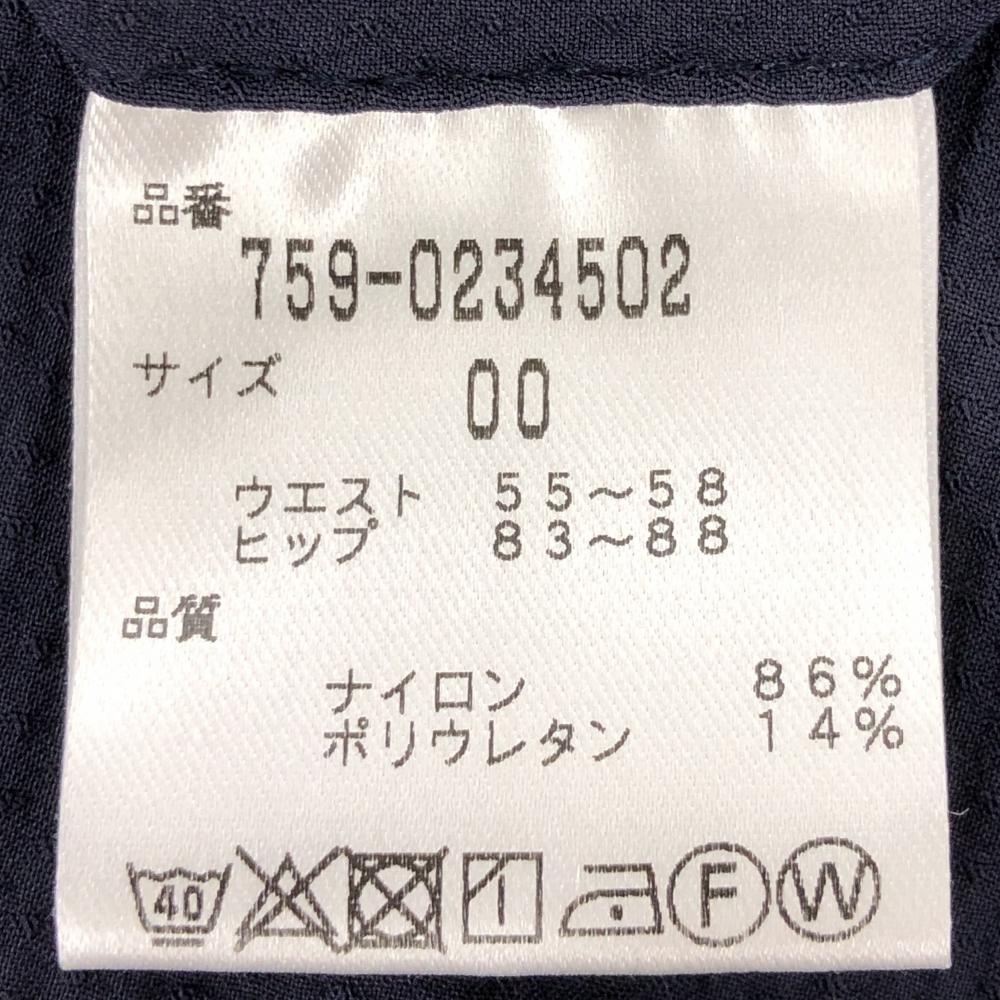 品番
759-0234502
サイズ
00
ウエスト 55～58
ヒップ 83～88
品質
ナイロン 86%
ポリウレタン 14%
40 F W